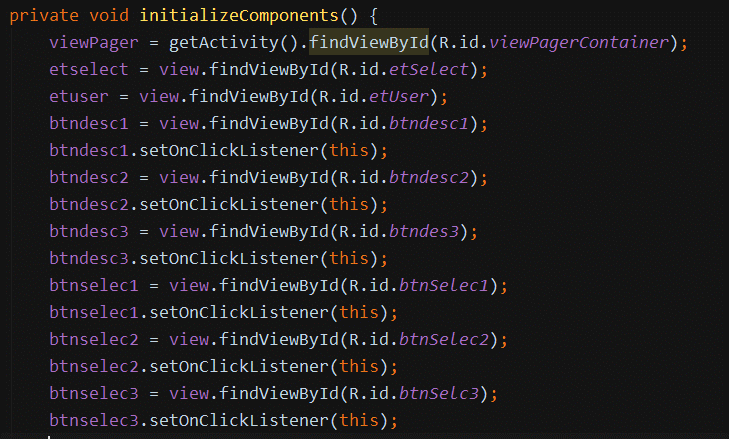 private void initializeComponents() {
viewPager = getActivity().findViewById(R.id.viewPagerContainer);
etselect = view.findViewById(R.id.etSelect);
etuser = view.findViewById(R.id.etUser);
btndesc1 = view.findViewById(R.id.btndesc1);
btndesc1.setOnClickListener(this);
btndesc2 = view.findViewById(R.id.btndesc2);
btndesc2.setOnClickListener(this);
btndesc3 = view.findViewById(R.id.btndes3);
btndesc3.setOnClickListener(this);
btnselec1 = view.findViewById(R.id.btnSelec1);
btnselec1.setOnClickListener(this);
btnselec2 = view.findViewById(R.id.btnSelec2);
btnselec2.setOnClickListener(this);
btnselec3 = view.findViewById(R.id.btnSelc3);
btnselec3.setOnClickListener(this);